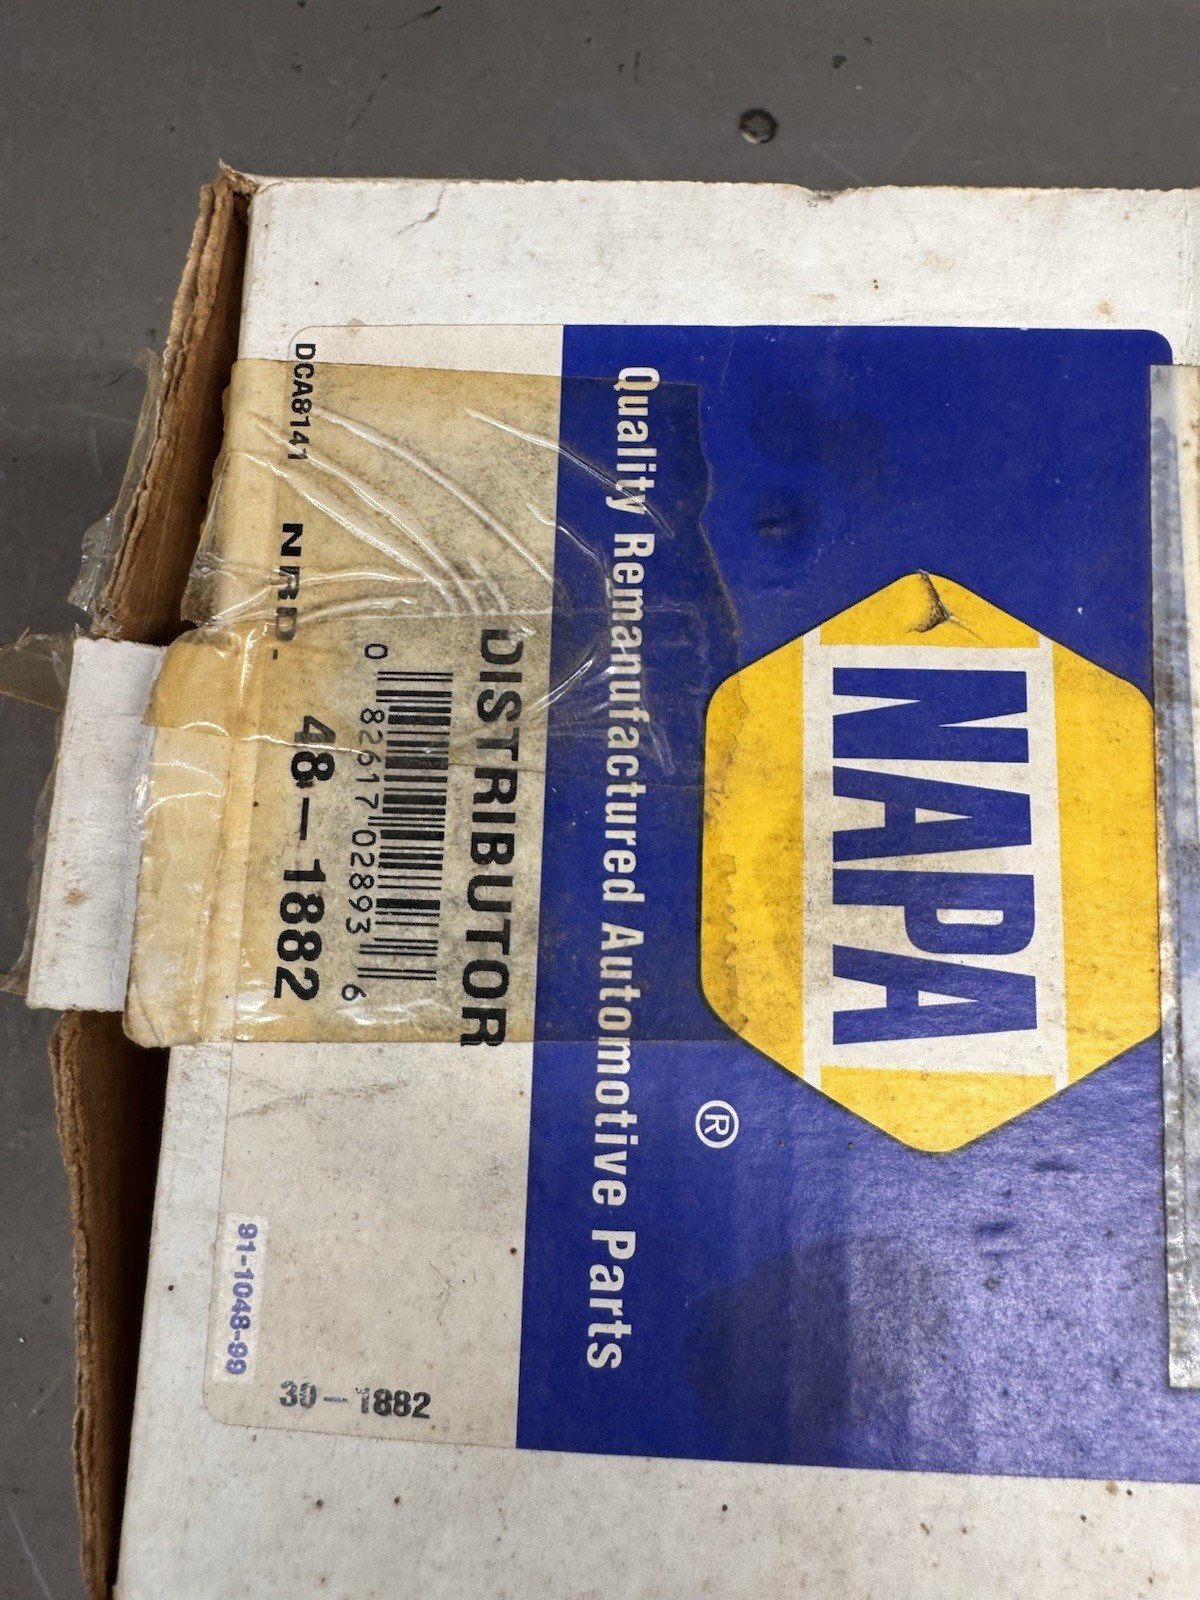 NAPA
®
Quality Remanufactured Automotive Parts
DISTRIBUTOR
0 82617 02893 6
DCA8141 NRD- 48-1882
30-1882
91-1048-99